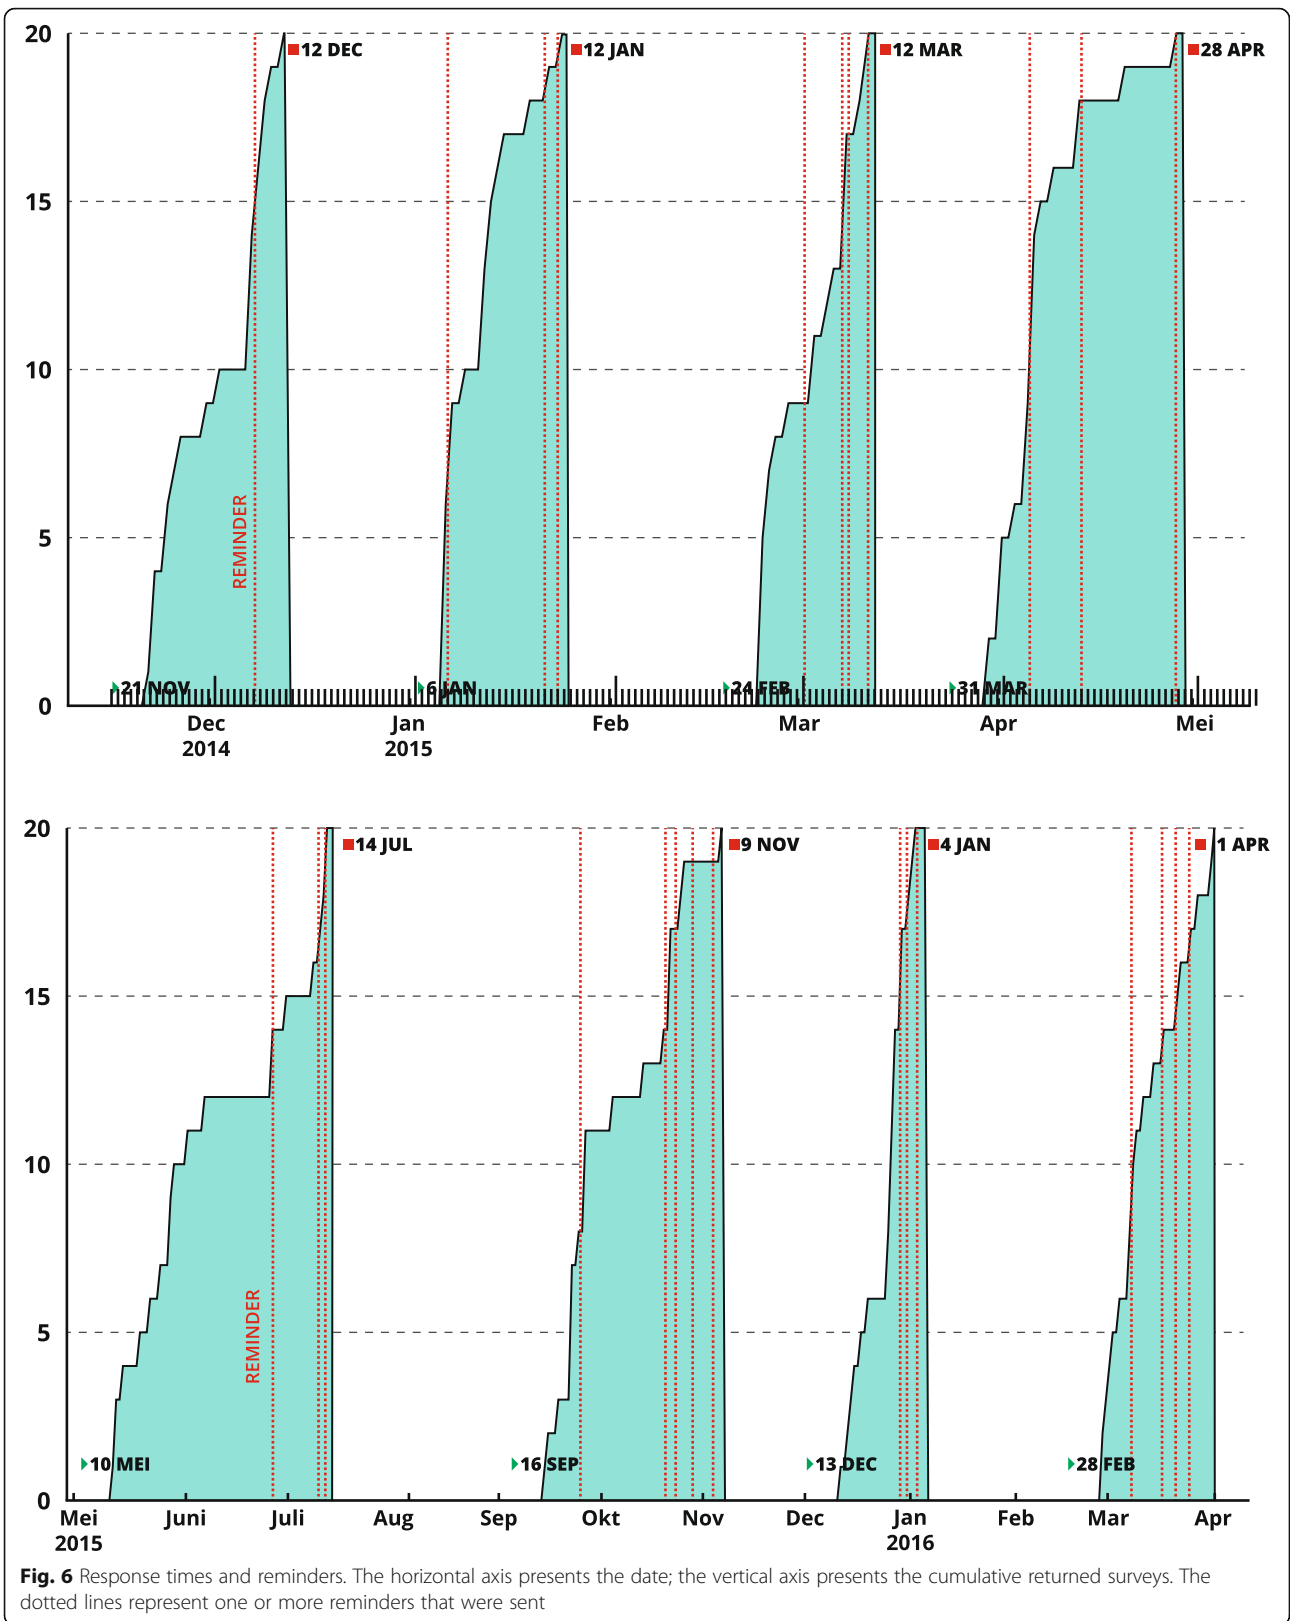 20
12 DEC
12 JAN
12 MAR
28 APR
15
10
REMINDER
5
21 NOV
6 JAN
24 FEB
31 MAR
0
Dec Jan Feb Mar Apr Mei
2014 2015
20
14 JUL
9 NOV
4 JAN
1 APR
15
10
REMINDER
5
10 MEI
16 SEP
13 DEC
28 FEB
0
Mei Juni Juli Aug Sep Okt Nov Dec Jan Feb Mar Apr
2015 2016
Fig. 6 Response times and reminders. The horizontal axis presents the date; the vertical axis presents the cumulative returned surveys. The
dotted lines represent one or more reminders that were sent